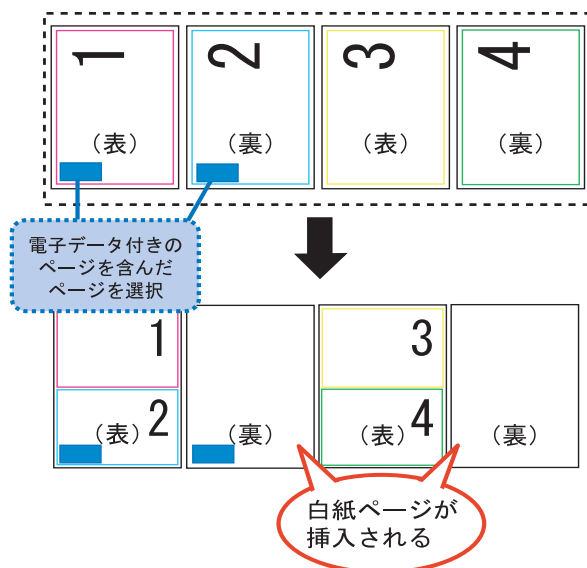 1 2 3 4
(表) (裏) (表) (裏)
電子データ付きの
ページを含んだ
ページを選択
1 3
(表) 2 (裏) (表) 4 (裏)
白紙ページが
挿入される